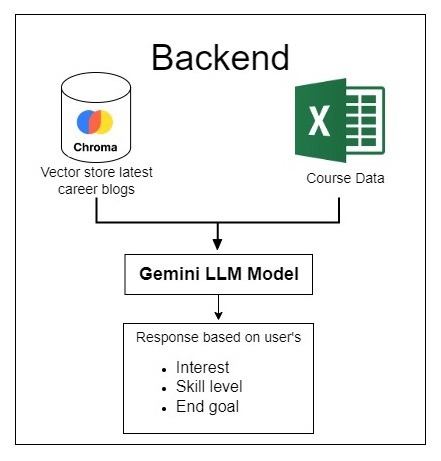 Backend
Chroma
Vector store latest
career blogs
X
Course Data
Gemini LLM Model
Response based on user's
• Interest
• Skill level
• End goal